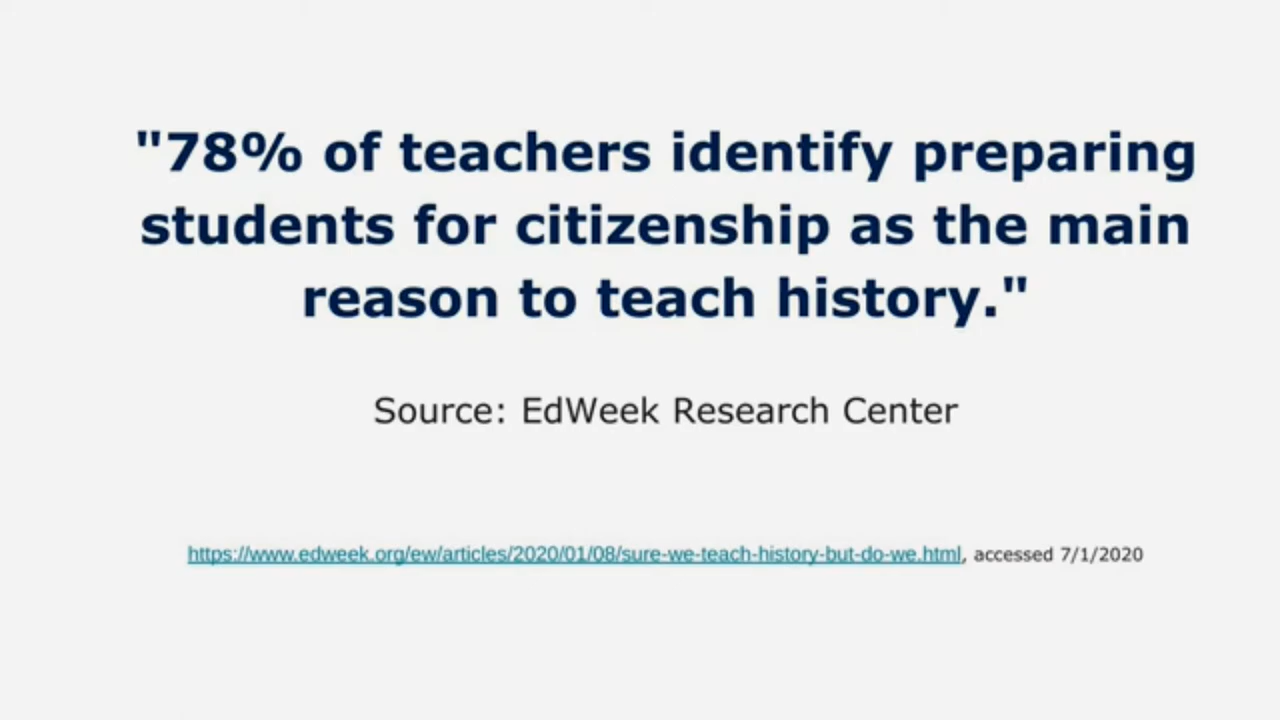 "78% of teachers identify preparing
students for citizenship as the main
reason to teach history."
Source: EdWeek Research Center
https://www.edweek.org/ew/articles/2020/01/08/sure-we-teach-history-but-do-we.html, accessed 7/1/2020